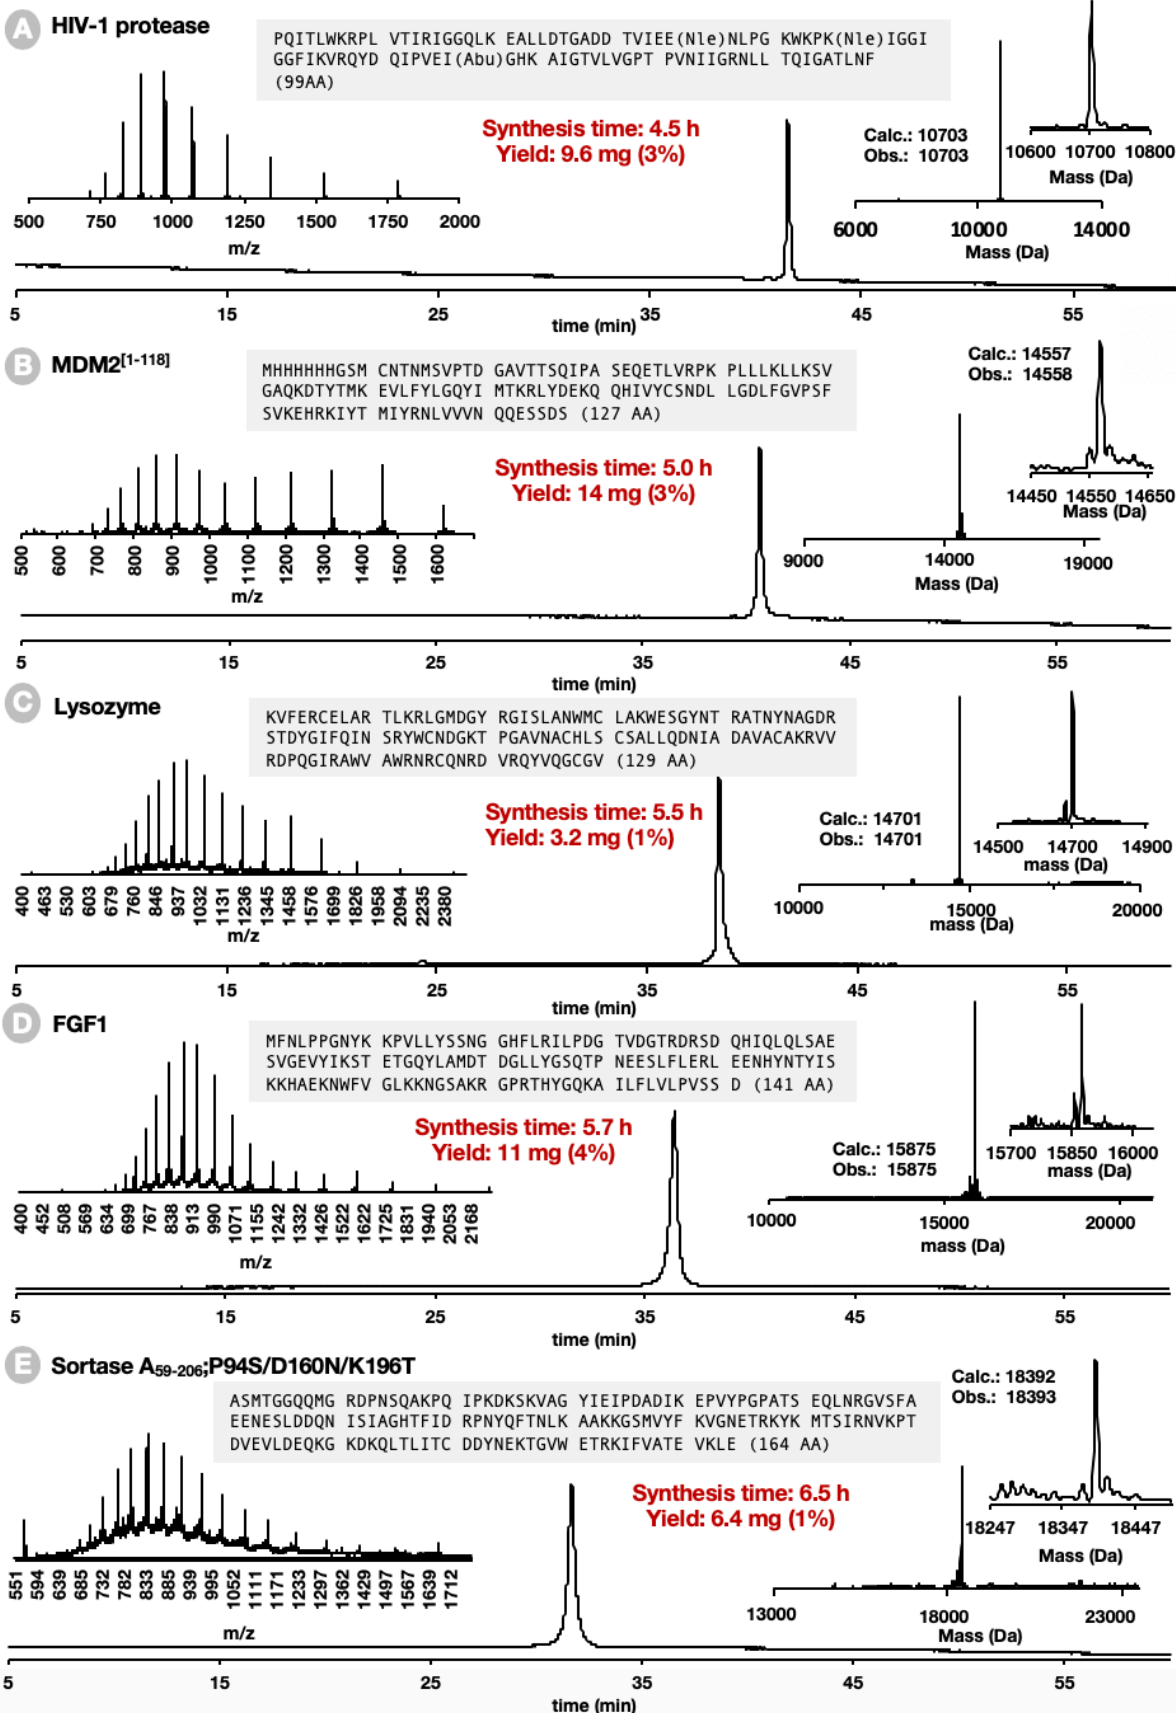 A HIV-1 protease
PQITLWKRPL VTIRIGGQLK EALLDTGADD TVIEE(Nle)NLPG KWKPK(Nle)IGGI
GGFIKVRQYD QIPVEI(Abu)GHK AIGTVLVGPT PVNIIGRNLL TQIGATLNF
(99AA)
Synthesis time: 4.5 h
Yield: 9.6 mg (3%)
Calc.: 10703
Obs.: 10703
10600 10700 10800
Mass (Da)
500 750 1000 1250 1500 1750 2000
m/z
6000 10000 14000
Mass (Da)
5 15 25 35 45 55
time (min)
B MDM2[1-118]
MHHHHHHGSM CNTNMSVPTD GAVTTSQIPA SEQETLVRPK PLLLKLLKSV
GAQKDTYTMK EVLFYLGQYI MTKRLYDEKQ QHIVYCSNDL LGDLFGVPSF
SVKEHRKIYT MIYRNLVVVN QQESSDS (127 AA)
Calc.: 14557
Obs.: 14558
Synthesis time: 5.0 h
Yield: 14 mg (3%)
14450 14550 14650
Mass (Da)
500 600 700 800 900 1000 1100 1200 1300 1400 1500 1600
m/z
9000 14000 19000
Mass (Da)
5 15 25 35 45 55
time (min)
C Lysozyme
KVFERCELAR TLKRLGMDGY RGISLANWMC LAKWESGYNT RATNYNAGDR
STDYGIFQIN SRYWCNDGKT PGAVNACHLS CSALLQDNIA DAVACAKRVV
RDPQGIRAWV AWRNRCQNRD VRQYVQGCGV (129 AA)
Synthesis time: 5.5 h
Yield: 3.2 mg (1%)
Calc.: 14701
Obs.: 14701
14500 14700 14900
mass (Da)
400 463 530 603 679 760 846 937 1032 1131 1236 1345 1458 1576 1699 1826 1958 2094 2235 2380
m/z
10000 15000 20000
mass (Da)
5 15 25 35 45 55
time (min)
D FGF1
MFNLPPGNYK KPVLLYSSNG GHFLRILPDG TVDGTRDRSD QHIQLQLSAE
SVGEVYIKST ETGQYLAMDT DGLLYGSQTP NEESLFLERL EENHYNTYIS
KKHAEKNWFV GLKKNGSAKR GPRTHYGQKA ILFLVLPVSS D (141 AA)
Synthesis time: 5.7 h
Yield: 11 mg (4%)
Calc.: 15875
Obs.: 15875
15700 15850 16000
mass (Da)
400 452 508 569 634 699 767 838 913 990 1071 1155 1242 1332 1426 1522 1622 1725 1831 1940 2053 2168
m/z
10000 15000 20000
mass (Da)
5 15 25 35 45 55
time (min)
E Sortase A59-206;P94S/D160N/K196T
ASMTGGQQMG RDPNSQAKPQ IPKDKSKVAG YIEIPDADIK EPVYPGPATS EQLNRGVSFA
EENESLDDQN ISIAGHTFID RPNYQFTNLK AAKKGSMVYF KVGNETRKYK MTSIRNVKPT
DVEVLDEQKG KDKQLTLITC DDYNEKTGVW ETRKIFVATE VKLE (164 AA)
Calc.: 18392
Obs.: 18393
Synthesis time: 6.5 h
Yield: 6.4 mg (1%)
18247 18347 18447
Mass (Da)
551 594 639 685 732 782 833 885 939 995 1052 1111 1171 1233 1297 1362 1429 1497 1567 1639 1712
m/z
13000 18000 23000
Mass (Da)
5 15 25 35 45 55
time (min)